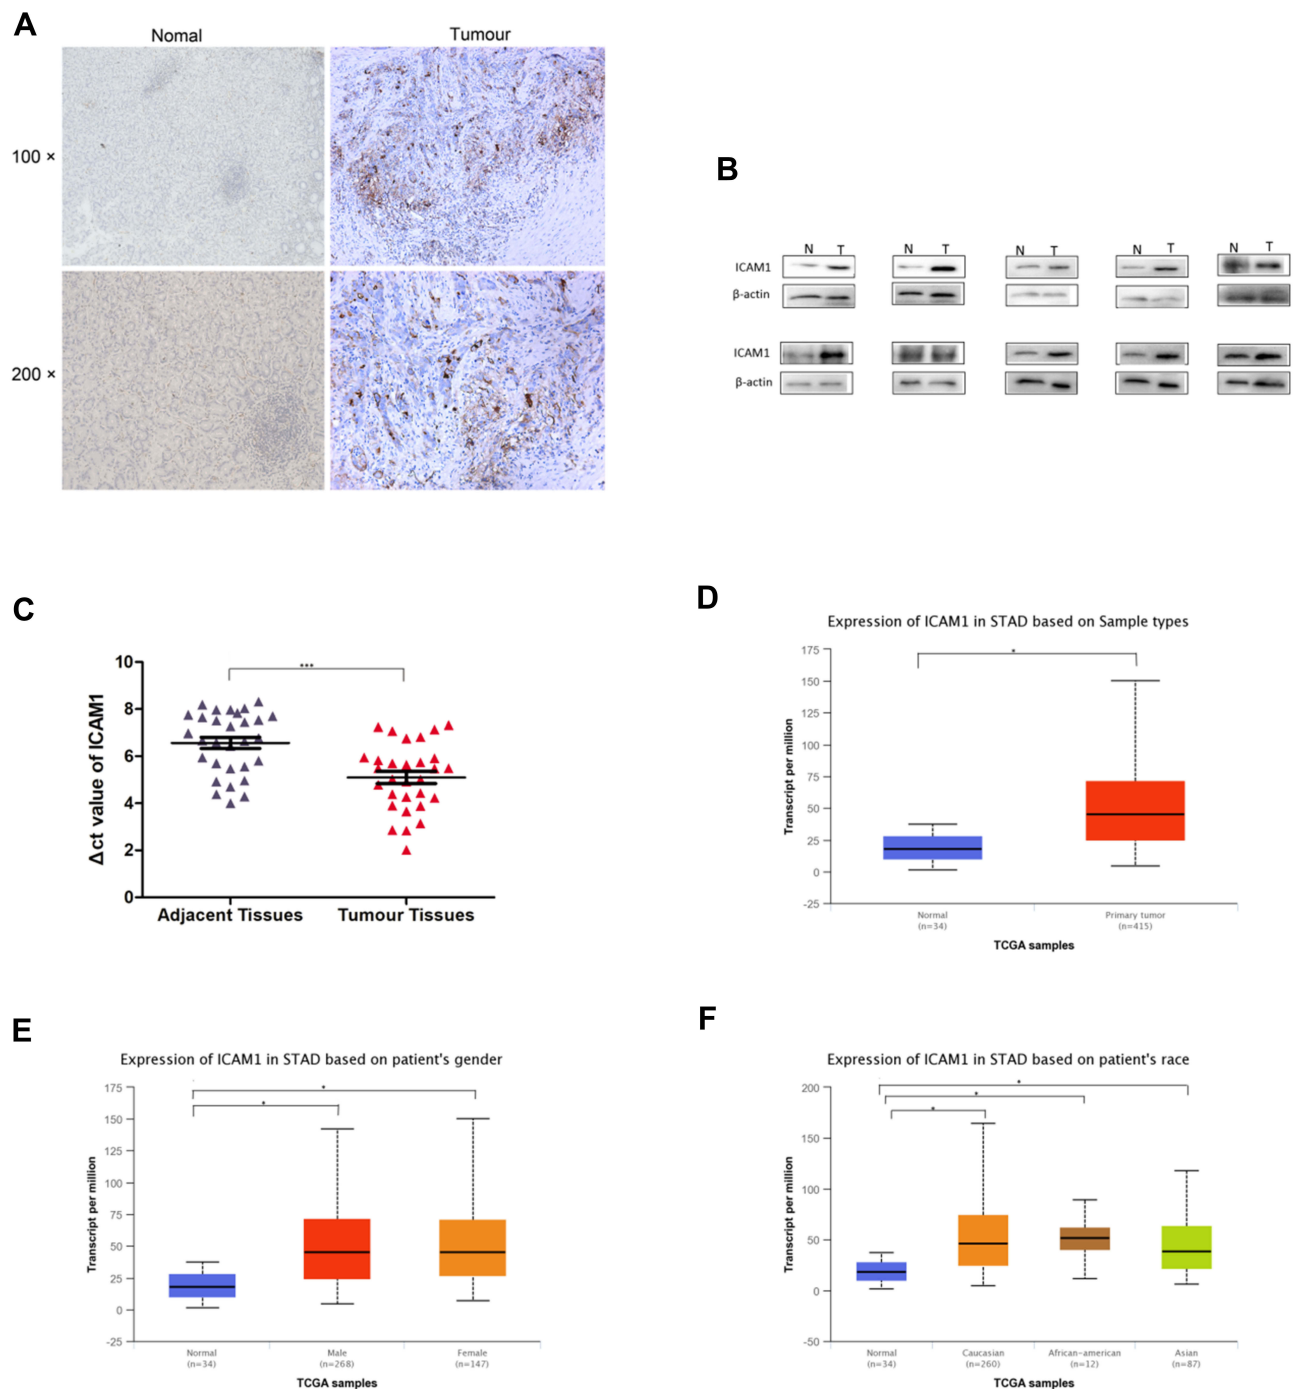 A
Nomal
Tumour
100 ×
200 ×
B
N T
N T
N T
N T
N T
ICAM1
β-actin
ICAM1
β-actin
C
***
Δct value of ICAM1
10
8
6
4
2
0
Adjacent Tissues
Tumour Tissues
D
Expression of ICAM1 in STAD based on Sample types
*
Transcript per million
175
150
125
100
75
50
25
0
-25
Normal
(n=34)
Primary tumor
(n=415)
TCGA samples
E
Expression of ICAM1 in STAD based on patient's gender
*
*
Transcript per million
175
150
125
100
75
50
25
0
-25
Normal
(n=34)
Male
(n=268)
Female
(n=147)
TCGA samples
F
Expression of ICAM1 in STAD based on patient's race
*
*
*
Transcript per million
200
150
100
50
0
-50
Normal
(n=34)
Caucasian
(n=260)
African-american
(n=12)
Asian
(n=87)
TCGA samples